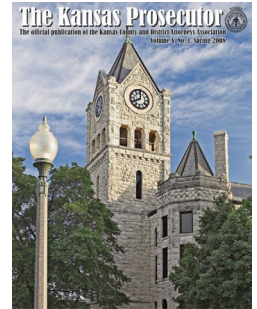 The Kansas Prosecutor
The official publication of the Kansas County and District Attorneys Association
Volume V, No. 1, Spring 2008